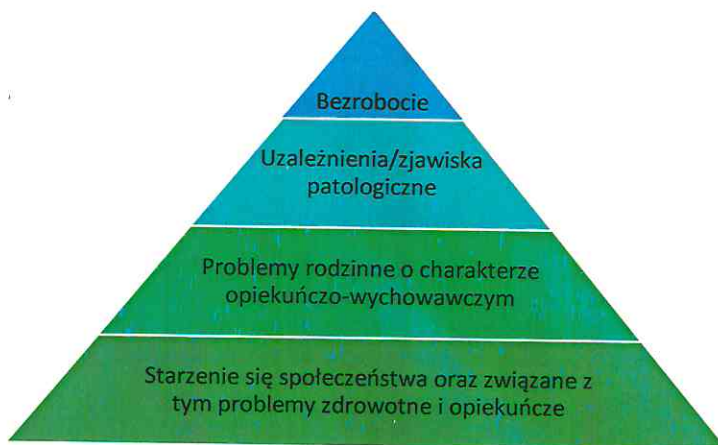 Bezrobocie
Uzależnienia/zjawiska
patologiczne
Problemy rodzinne o charakterze
opiekuńczo-wychowawczym
Starzenie się społeczeństwa oraz związane z
tym problemy zdrowotne i opiekuńcze